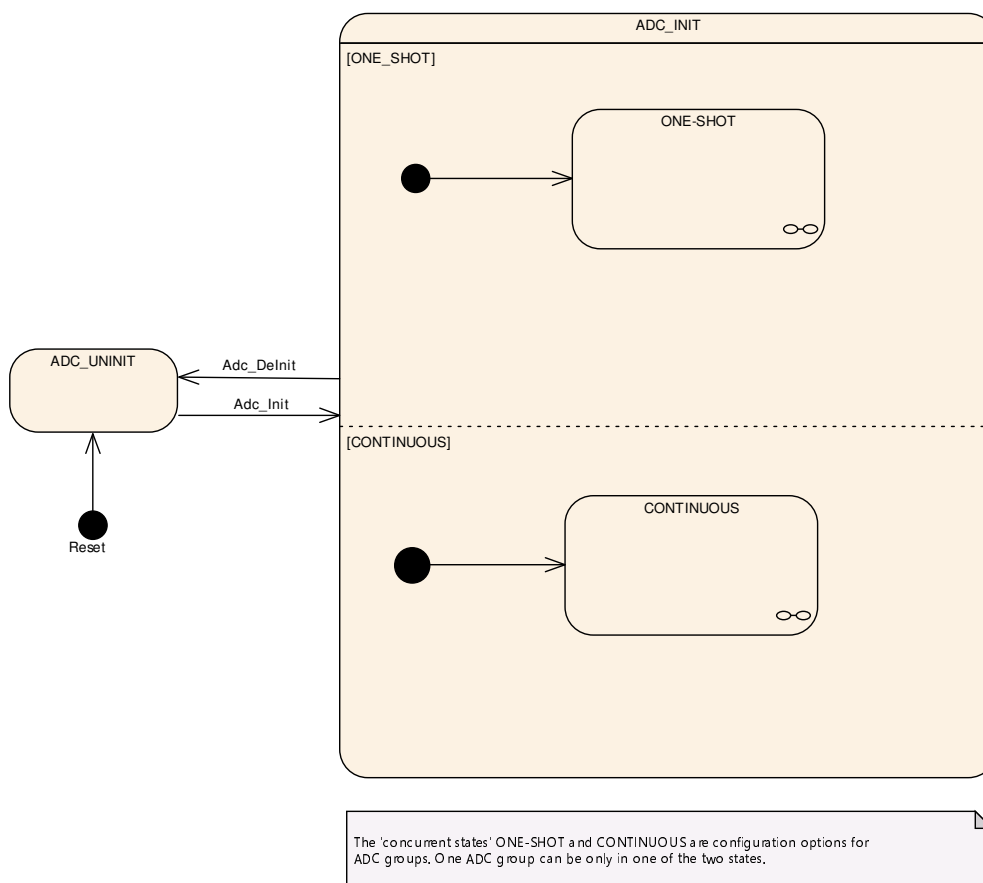 ADC_INIT
[ONE_SHOT]
ONE-SHOT
ADC_UNINIT
Adc_DeInit
Adc_Init
Reset
[CONTINUOUS]
CONTINUOUS
The 'concurrent states' ONE-SHOT and CONTINUOUS are configuration options for
ADC groups. One ADC group can be only in one of the two states.